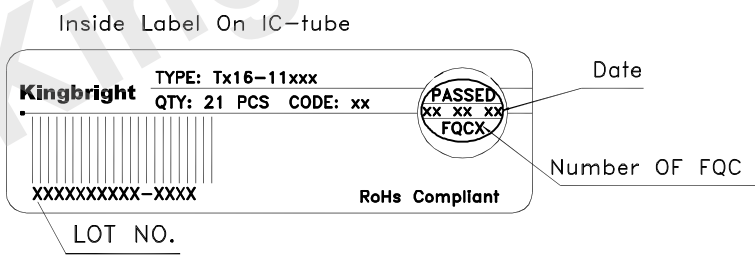 Inside Label On IC-tube
Kingbright
TYPE: Tx16-11xxx
QTY: 21 PCS CODE: xx
PASSED
xx xx xx
FQCX
Date
Number OF FQC
XXXXXXXXXX-XXXX
RoHs Compliant
LOT NO.